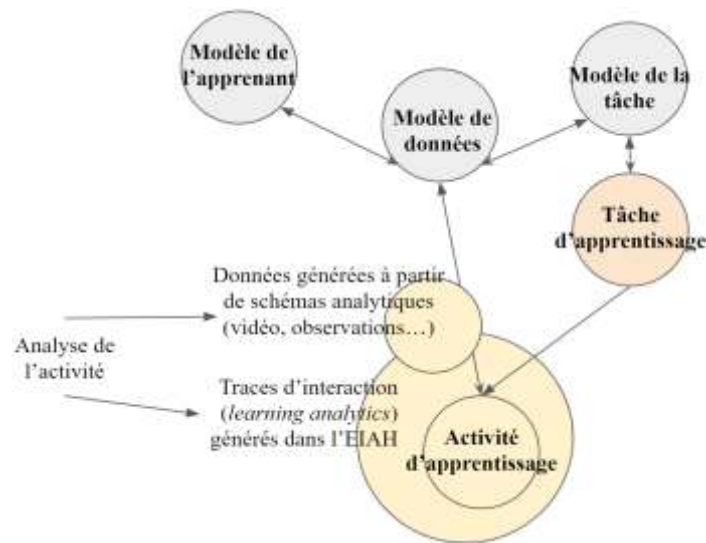 Modèle de
l'apprenant
Modèle de
données
Modèle de la
tâche
Tâche
d'apprentissage
Données générées à partir
de schémas analytiques
(vidéo, observations…)
Analyse de
l'activité
Traces d'interaction
(learning analytics)
générés dans l'EIAH
Activité
d'apprentissage